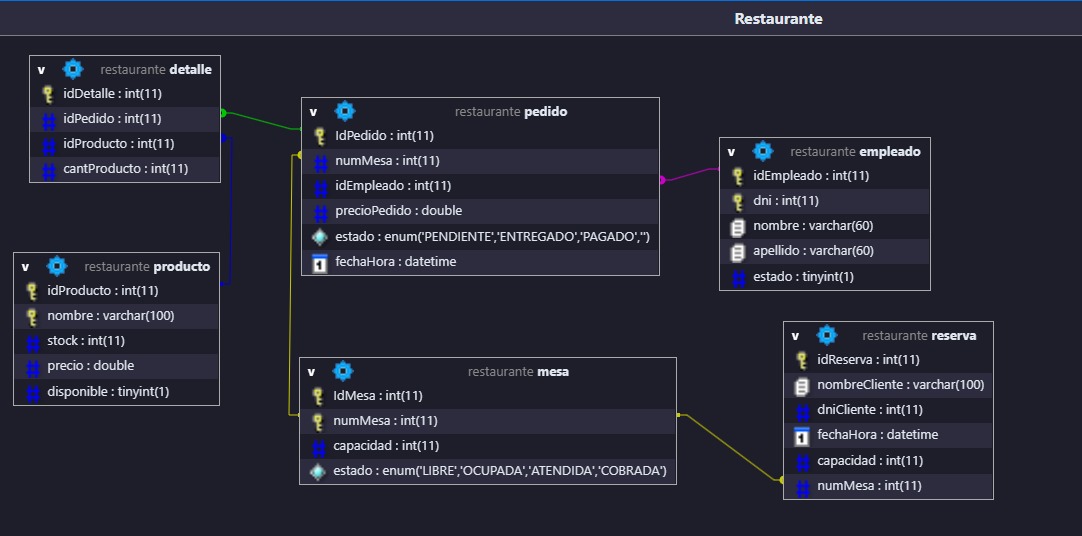 Restaurante
v restaurante detalle
idDetalle : int(11)
idPedido : int(11)
idProducto : int(11)
cantProducto : int(11)
v restaurante pedido
IdPedido : int(11)
numMesa : int(11)
idEmpleado : int(11)
precioPedido : double
estado : enum('PENDIENTE','ENTREGADO','PAGADO','')
fechaHora : datetime
v restaurante empleado
idEmpleado : int(11)
dni : int(11)
nombre : varchar(60)
apellido : varchar(60)
estado : tinyint(1)
v restaurante producto
idProducto : int(11)
nombre : varchar(100)
stock : int(11)
precio : double
disponible : tinyint(1)
v restaurante mesa
IdMesa : int(11)
numMesa : int(11)
capacidad : int(11)
estado : enum('LIBRE','OCUPADA','ATENDIDA','COBRADA')
v restaurante reserva
idReserva : int(11)
nombreCliente : varchar(100)
dniCliente : int(11)
fechaHora : datetime
capacidad : int(11)
numMesa : int(11)